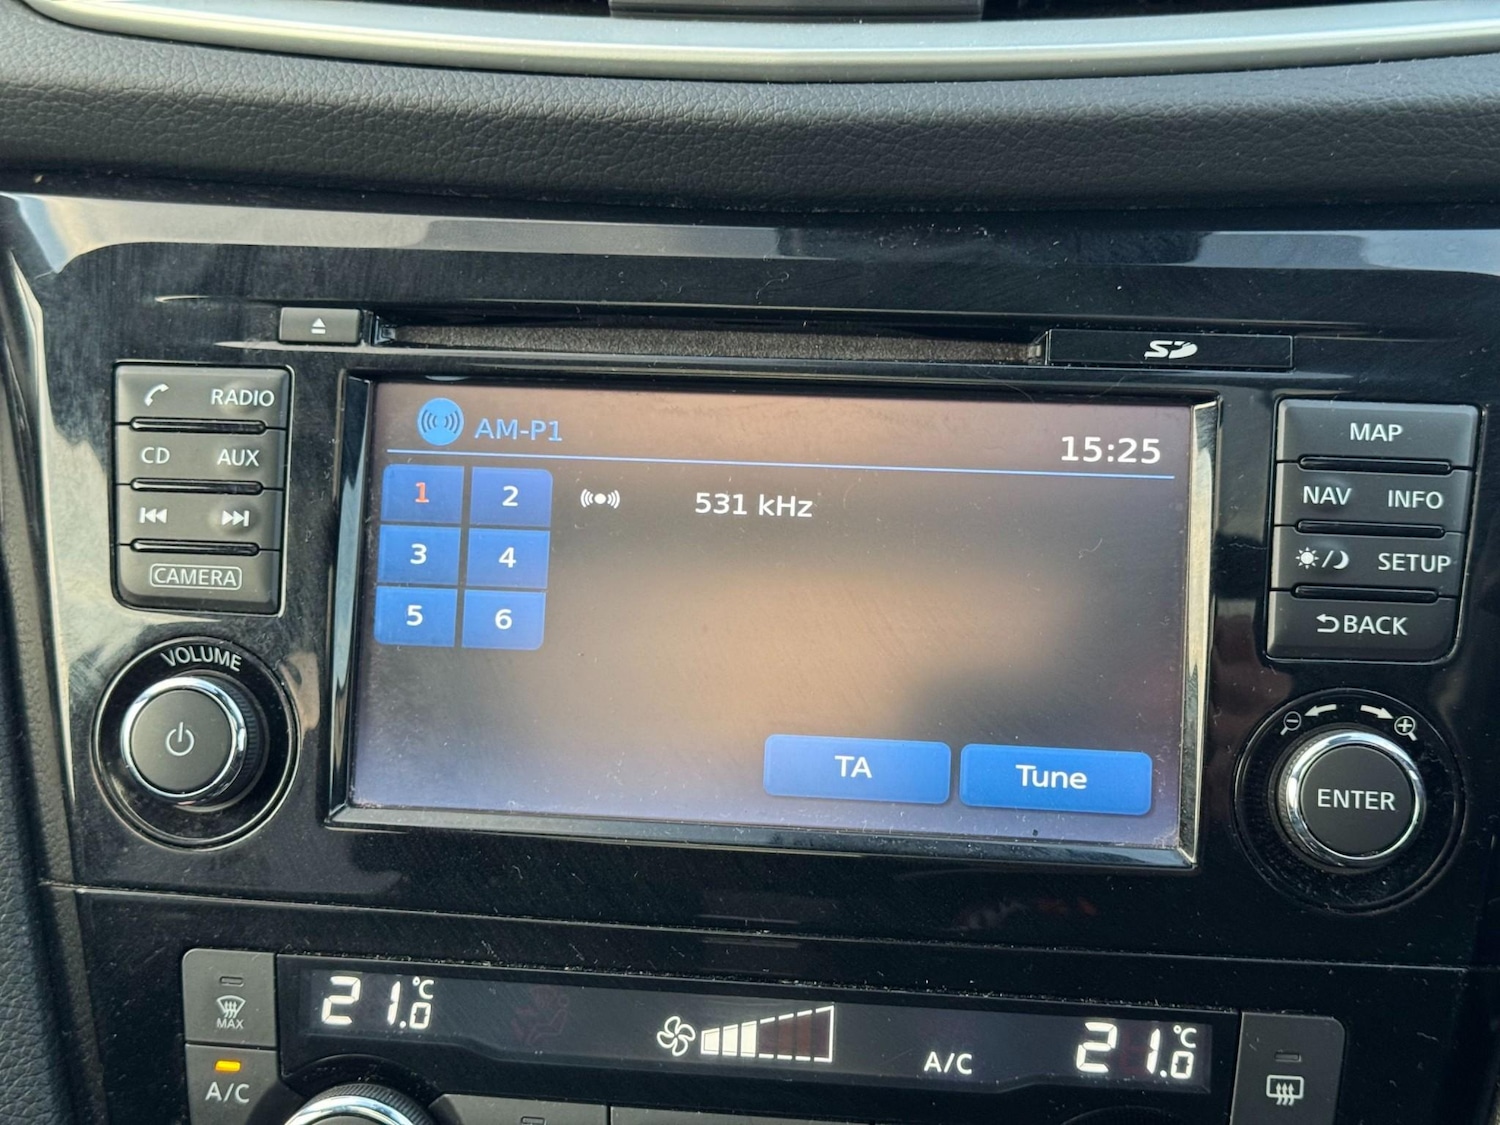 SD
RADIO
CD AUX
CAMERA
VOLUME
AM-P1
15:25
1 2
3 4
5 6
531 kHz
TA Tune
MAP
NAV INFO
SETUP
BACK
ENTER
MAX
A/C
21.0 °C
A/C
21.0 °C